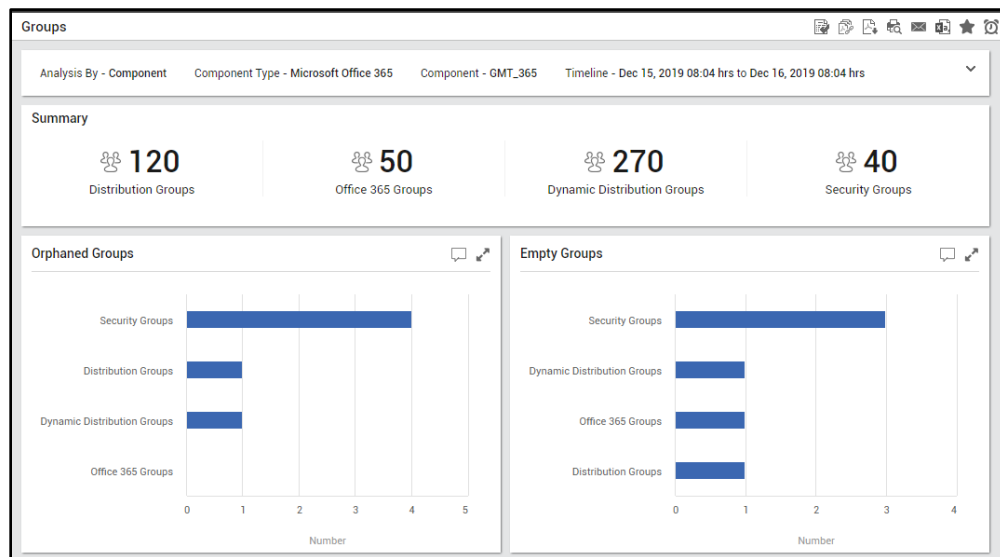 Groups
Analysis By - Component Component Type - Microsoft Office 365 Component - GMT_365 Timeline - Dec 15, 2019 08:04 hrs to Dec 16, 2019 08:04 hrs
Summary
120 50 270 40
Distribution Groups Office 365 Groups Dynamic Distribution Groups Security Groups
Orphaned Groups
Security Groups
Distribution Groups
Dynamic Distribution Groups
Office 365 Groups
0 1 2 3 4 5
Number
Empty Groups
Security Groups
Dynamic Distribution Groups
Office 365 Groups
Distribution Groups
0 1 2 3 4
Number